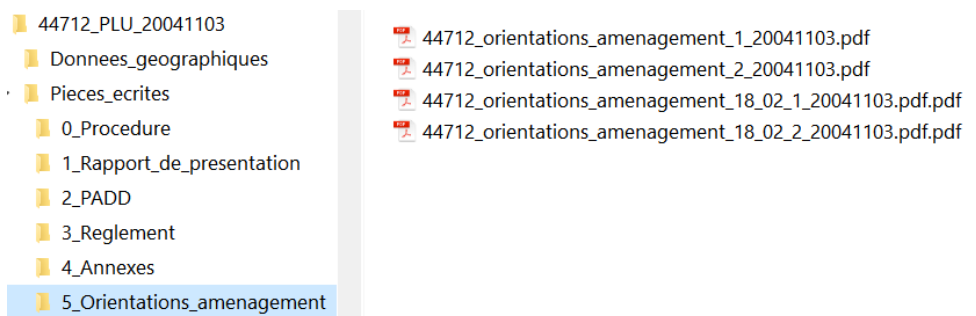 44712_PLU_20041103
Donnees_geographiques
Pieces_ecrites
0_Procedure
1_Rapport_de_presentation
2_PADD
3_Reglement
4_Annexes
5_Orientations_amenagement
44712_orientations_amenagement_1_20041103.pdf
44712_orientations_amenagement_2_20041103.pdf
44712_orientations_amenagement_18_02_1_20041103.pdf.pdf
44712_orientations_amenagement_18_02_2_20041103.pdf.pdf